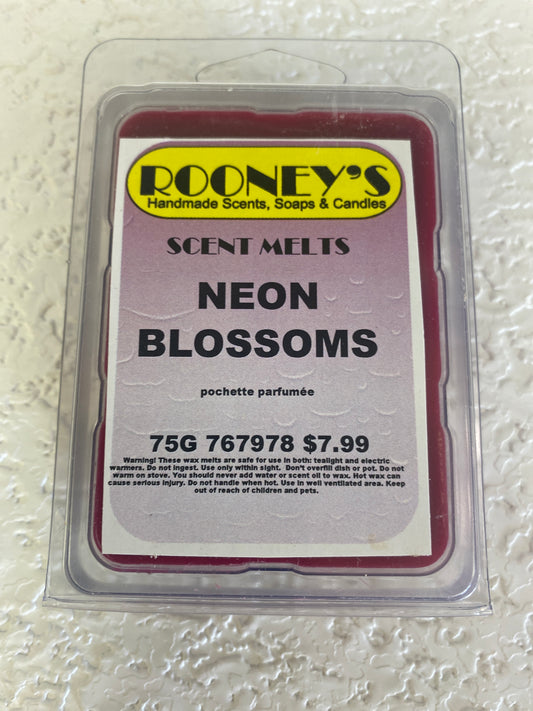 ROONEY'S
Handmade Scents, Soaps & Candles
SCENT MELTS
NEON
BLOSSOMS
pochette parfumée
75G 767978 $7.99
Warning! These wax melts are safe for use in both: tealight and electric
warmers. Do not ingest. Use only within sight. Don't overfill dish or pot. Do not
warm on stove. You should never add water or scent oil to wax. Hot wax can
cause serious injury. Do not handle when hot. Use in well ventilated area. Keep
out of reach of children and pets.